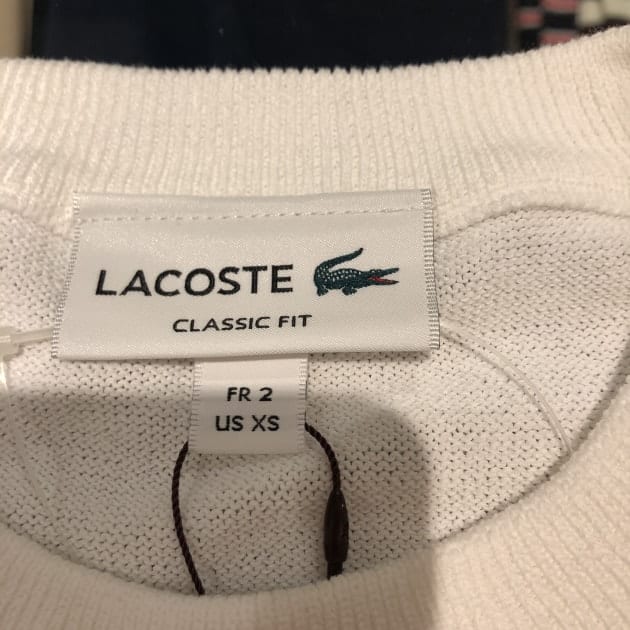 LACOSTE
CLASSIC FIT
FR 2
US XS